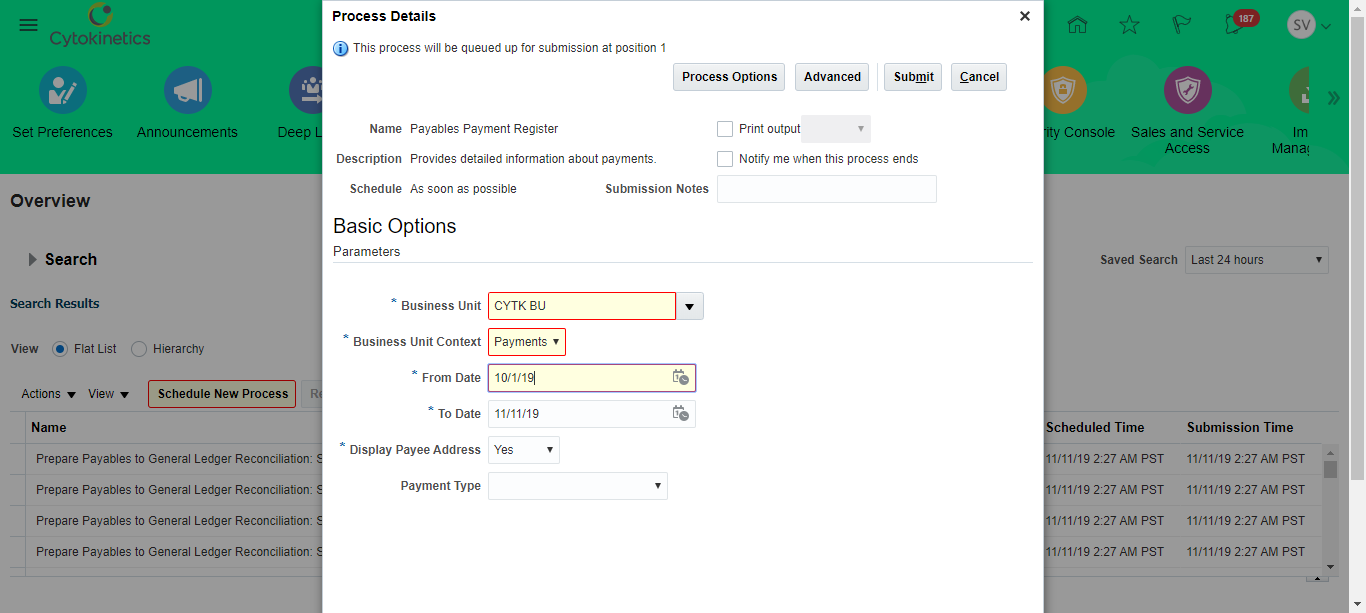 Process Details
This process will be queued up for submission at position 1
Process Options
Advanced
Submit
Cancel
Name Payables Payment Register
Print output
Description Provides detailed information about payments.
Notify me when this process ends
Schedule As soon as possible
Submission Notes
Basic Options
Parameters
* Business Unit CYTK BU
* Business Unit Context Payments
* From Date 10/1/19
* To Date 11/11/19
* Display Payee Address Yes
Payment Type
Cytokinetics
187
SV
Set Preferences
Announcements
Deep L
ity Console
Sales and Service
Access
Im
Manag
Overview
Search
Saved Search Last 24 hours
Search Results
View Flat List Hierarchy
Actions View Schedule New Process Re
Name Scheduled Time Submission Time
Prepare Payables to General Ledger Reconciliation: S 11/11/19 2:27 AM PST 11/11/19 2:27 AM PST
Prepare Payables to General Ledger Reconciliation: S 11/11/19 2:27 AM PST 11/11/19 2:27 AM PST
Prepare Payables to General Ledger Reconciliation: S 11/11/19 2:27 AM PST 11/11/19 2:27 AM PST
Prepare Payables to General Ledger Reconciliation: S 11/11/19 2:27 AM PST 11/11/19 2:27 AM PST